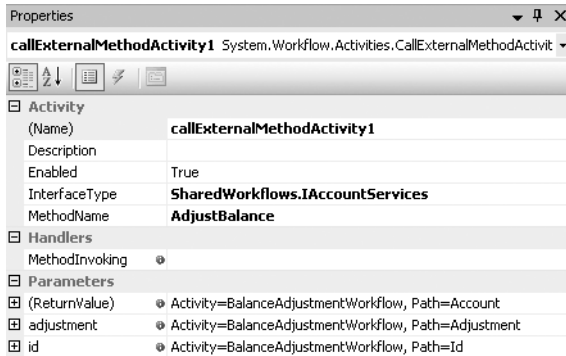 Properties
callExternalMethodActivity1 System.Workflow.Activities.CallExternalMethodActivit
Activity
(Name) callExternalMethodActivity1
Description
Enabled True
InterfaceType SharedWorkflows.IAccountServices
MethodName AdjustBalance
Handlers
MethodInvoking
Parameters
(ReturnValue) Activity=BalanceAdjustmentWorkflow, Path=Account
adjustment Activity=BalanceAdjustmentWorkflow, Path=Adjustment
id Activity=BalanceAdjustmentWorkflow, Path=Id